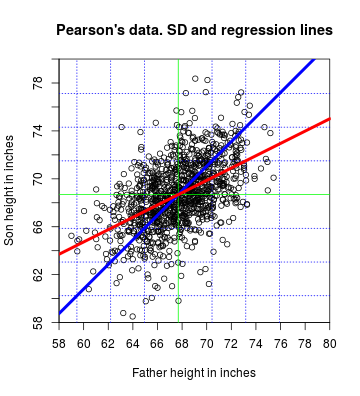 Pearson's data. SD and regression lines
Son height in inches
78
74
70
66
62
58
58 60 62 64 66 68 70 72 74 76 78 80
Father height in inches